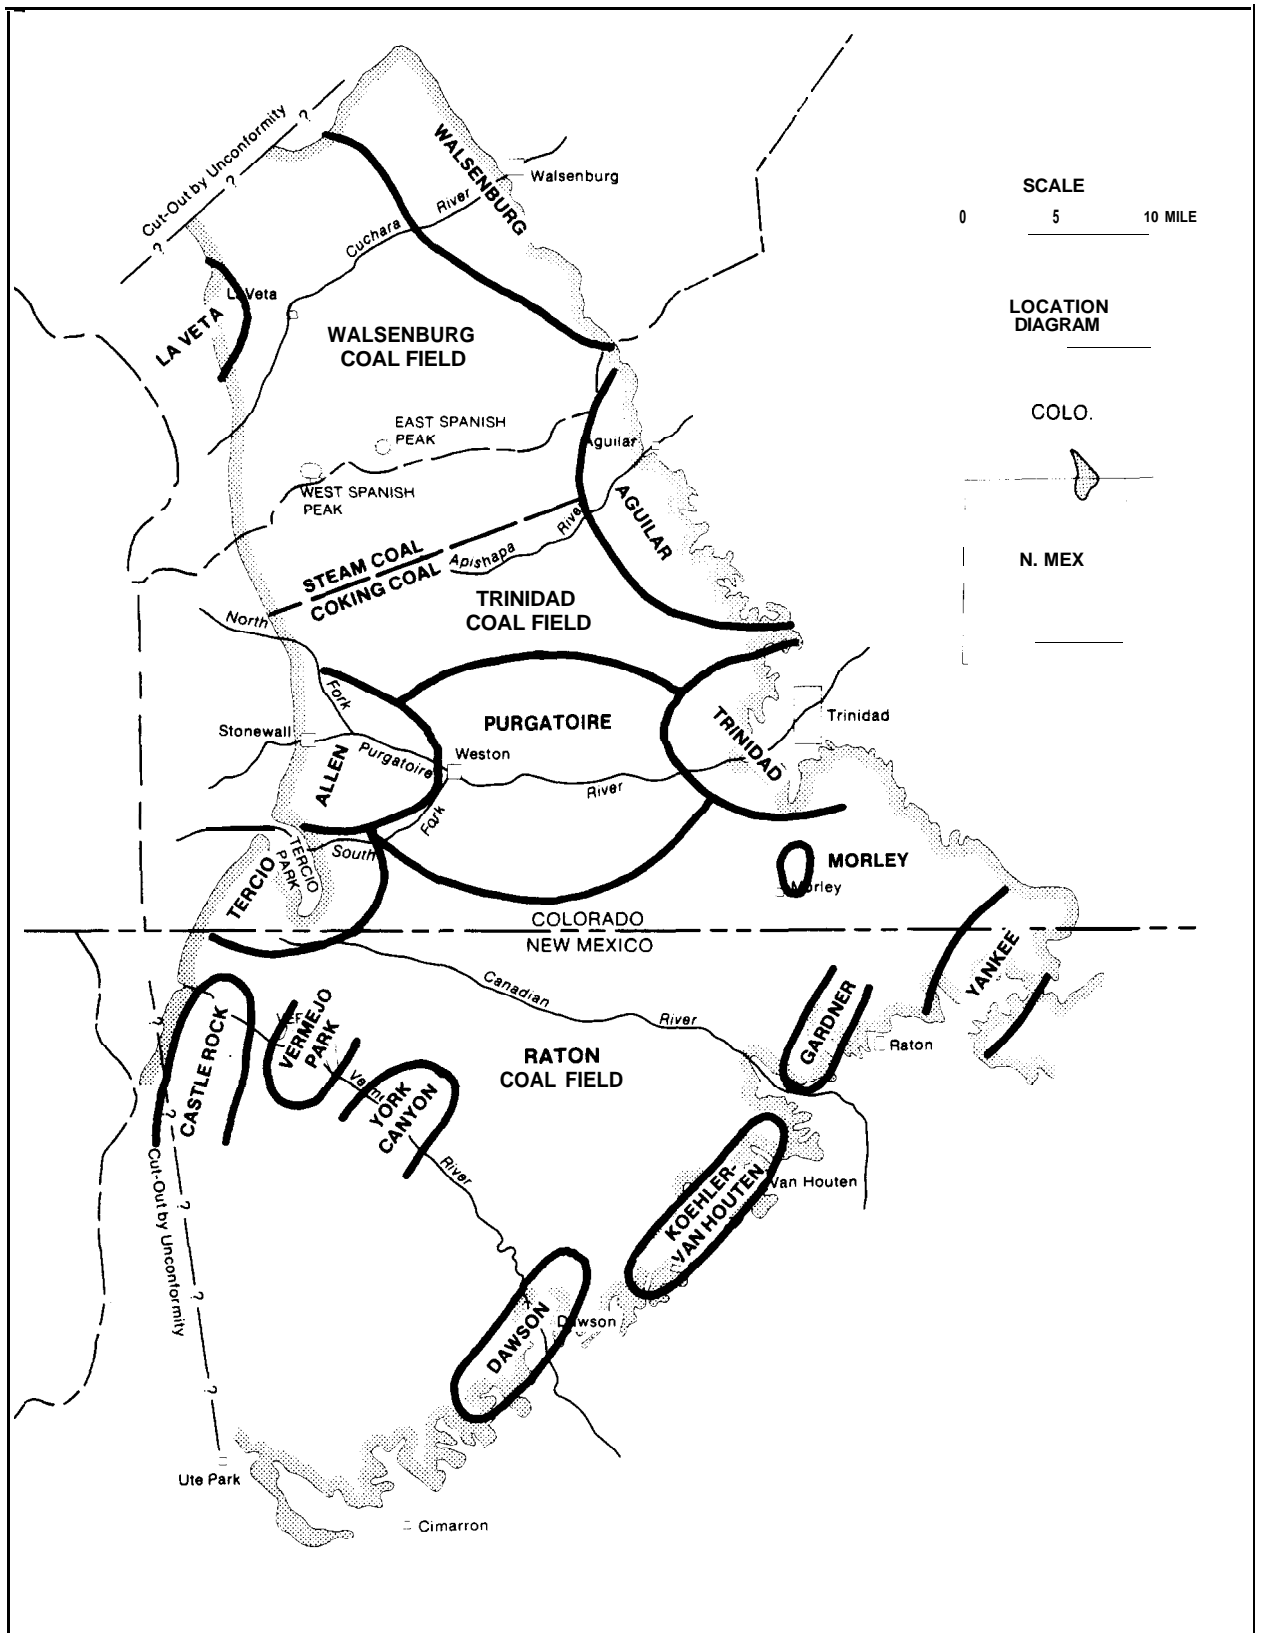 Cut-Out by Unconformity
?
?
?
WALSENBURG
Walsenburg
River
Cuchara
SCALE
0 5 10 MILE
La Veta
LA VETA
WALSENBURG
COAL FIELD
LOCATION
DIAGRAM
COLO.
N. MEX
EAST SPANISH
PEAK
WEST SPANISH
PEAK
Aguilar
AGUILAR
River
Apishapa
STEAM COAL
COKING COAL
TRINIDAD
COAL FIELD
North
Fork
PURGATOIRE
TRINIDAD
Trinidad
Stonewall
Purgatoire
Weston
River
ALLEN
Fork
South
TERCIO
PARK
TERCIO
MORLEY
Morley
COLORADO
NEW MEXICO
YANKEE
Canadian
River
GARDNER
Raton
RATON
COAL FIELD
CASTLE ROCK
VERMEJO
PARK
YORK
CANYON
River
?
?
?
?
?
Cut-Out by Unconformity
KOEHLER-
VAN HOUTEN
Van Houten
DAWSON
Dawson
Ute Park
Cimarron